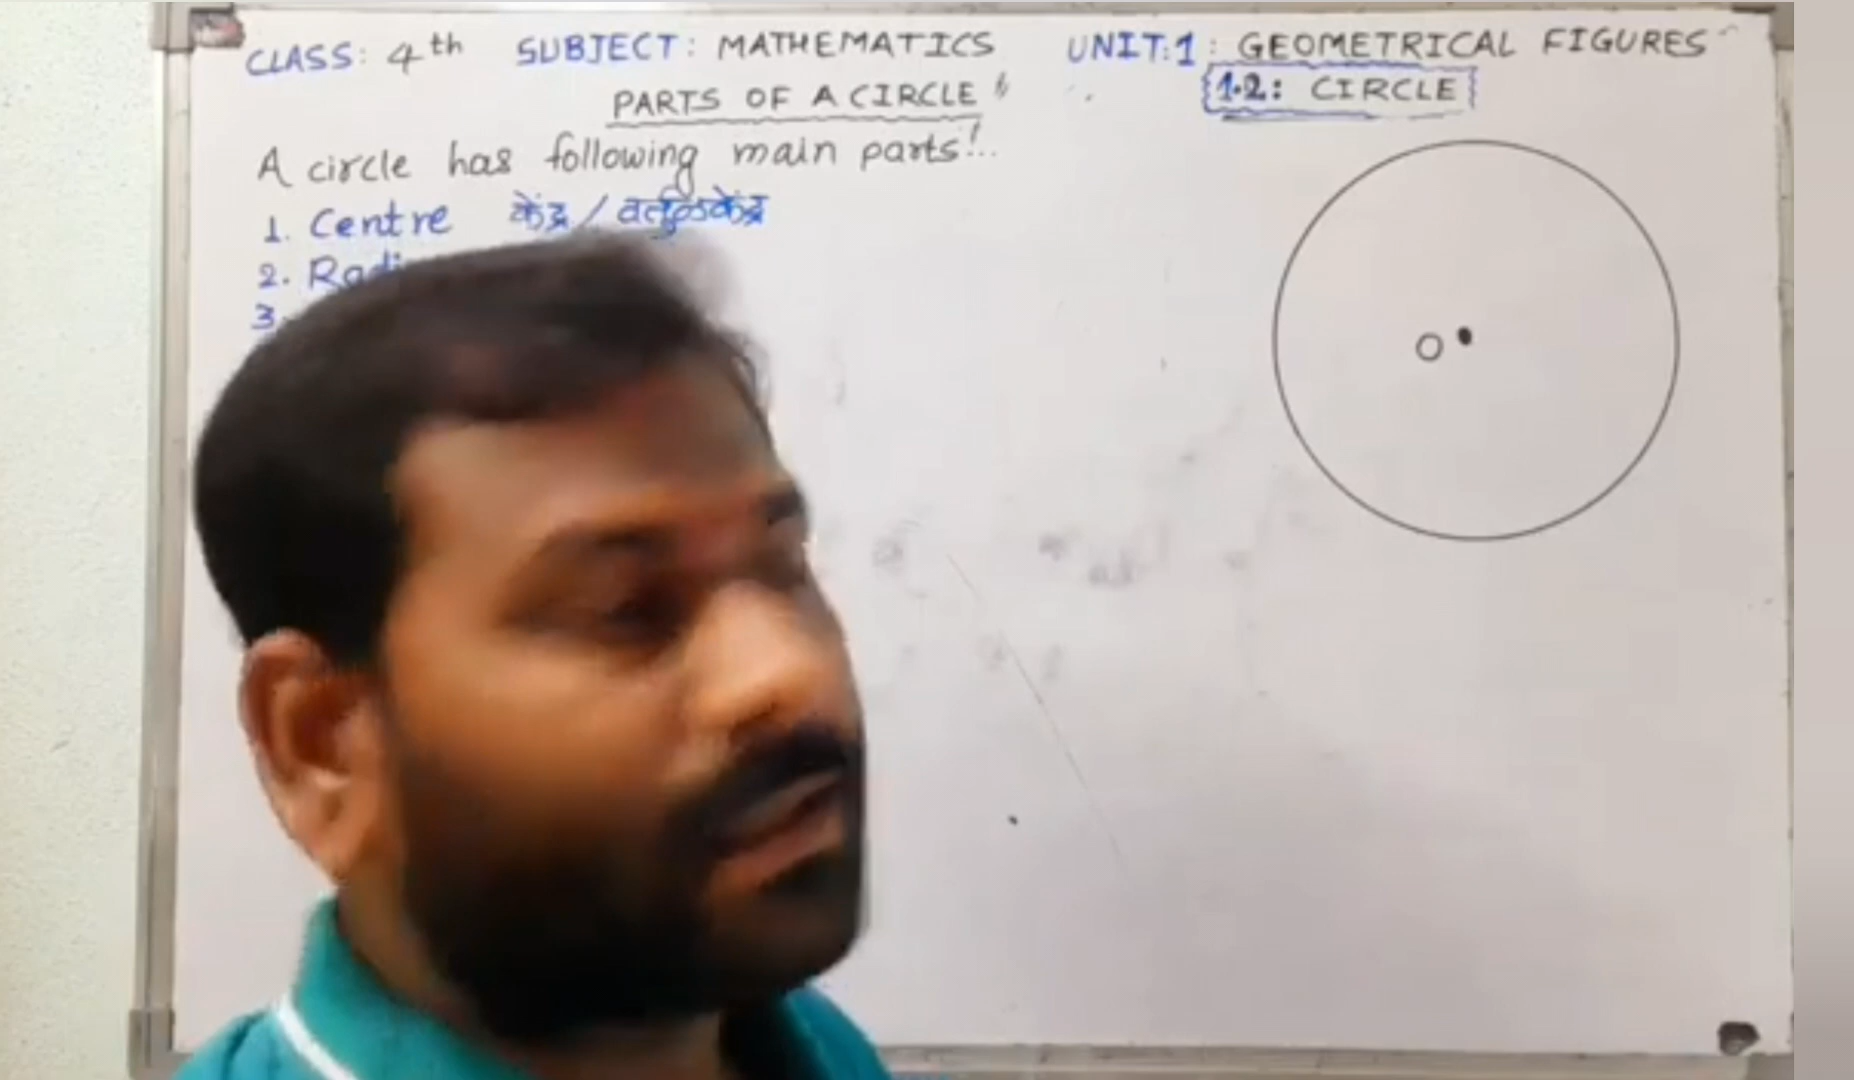 CLASS: 4th SUBJECT: MATHEMATICS UNIT:1: GEOMETRICAL FIGURES
PARTS OF A CIRCLE
1.2: CIRCLE
A circle has following main parts:
1. Centre केंद्र / वर्तुळकेंद्र
2.
3.
O